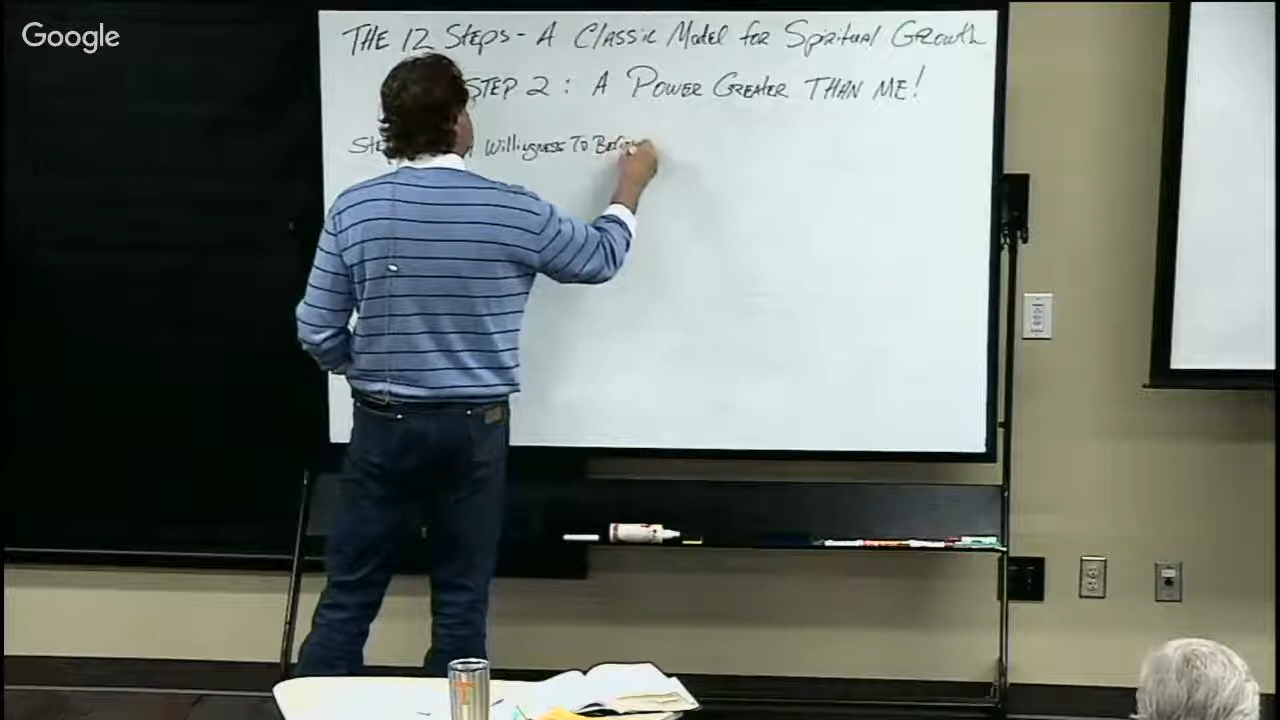 Google
THE 12 STEPS - A CLASSIC MODEL FOR SPIRITUAL GROWTH
STEP 2: A POWER GREATER THAN ME!
WILLINGNESS TO